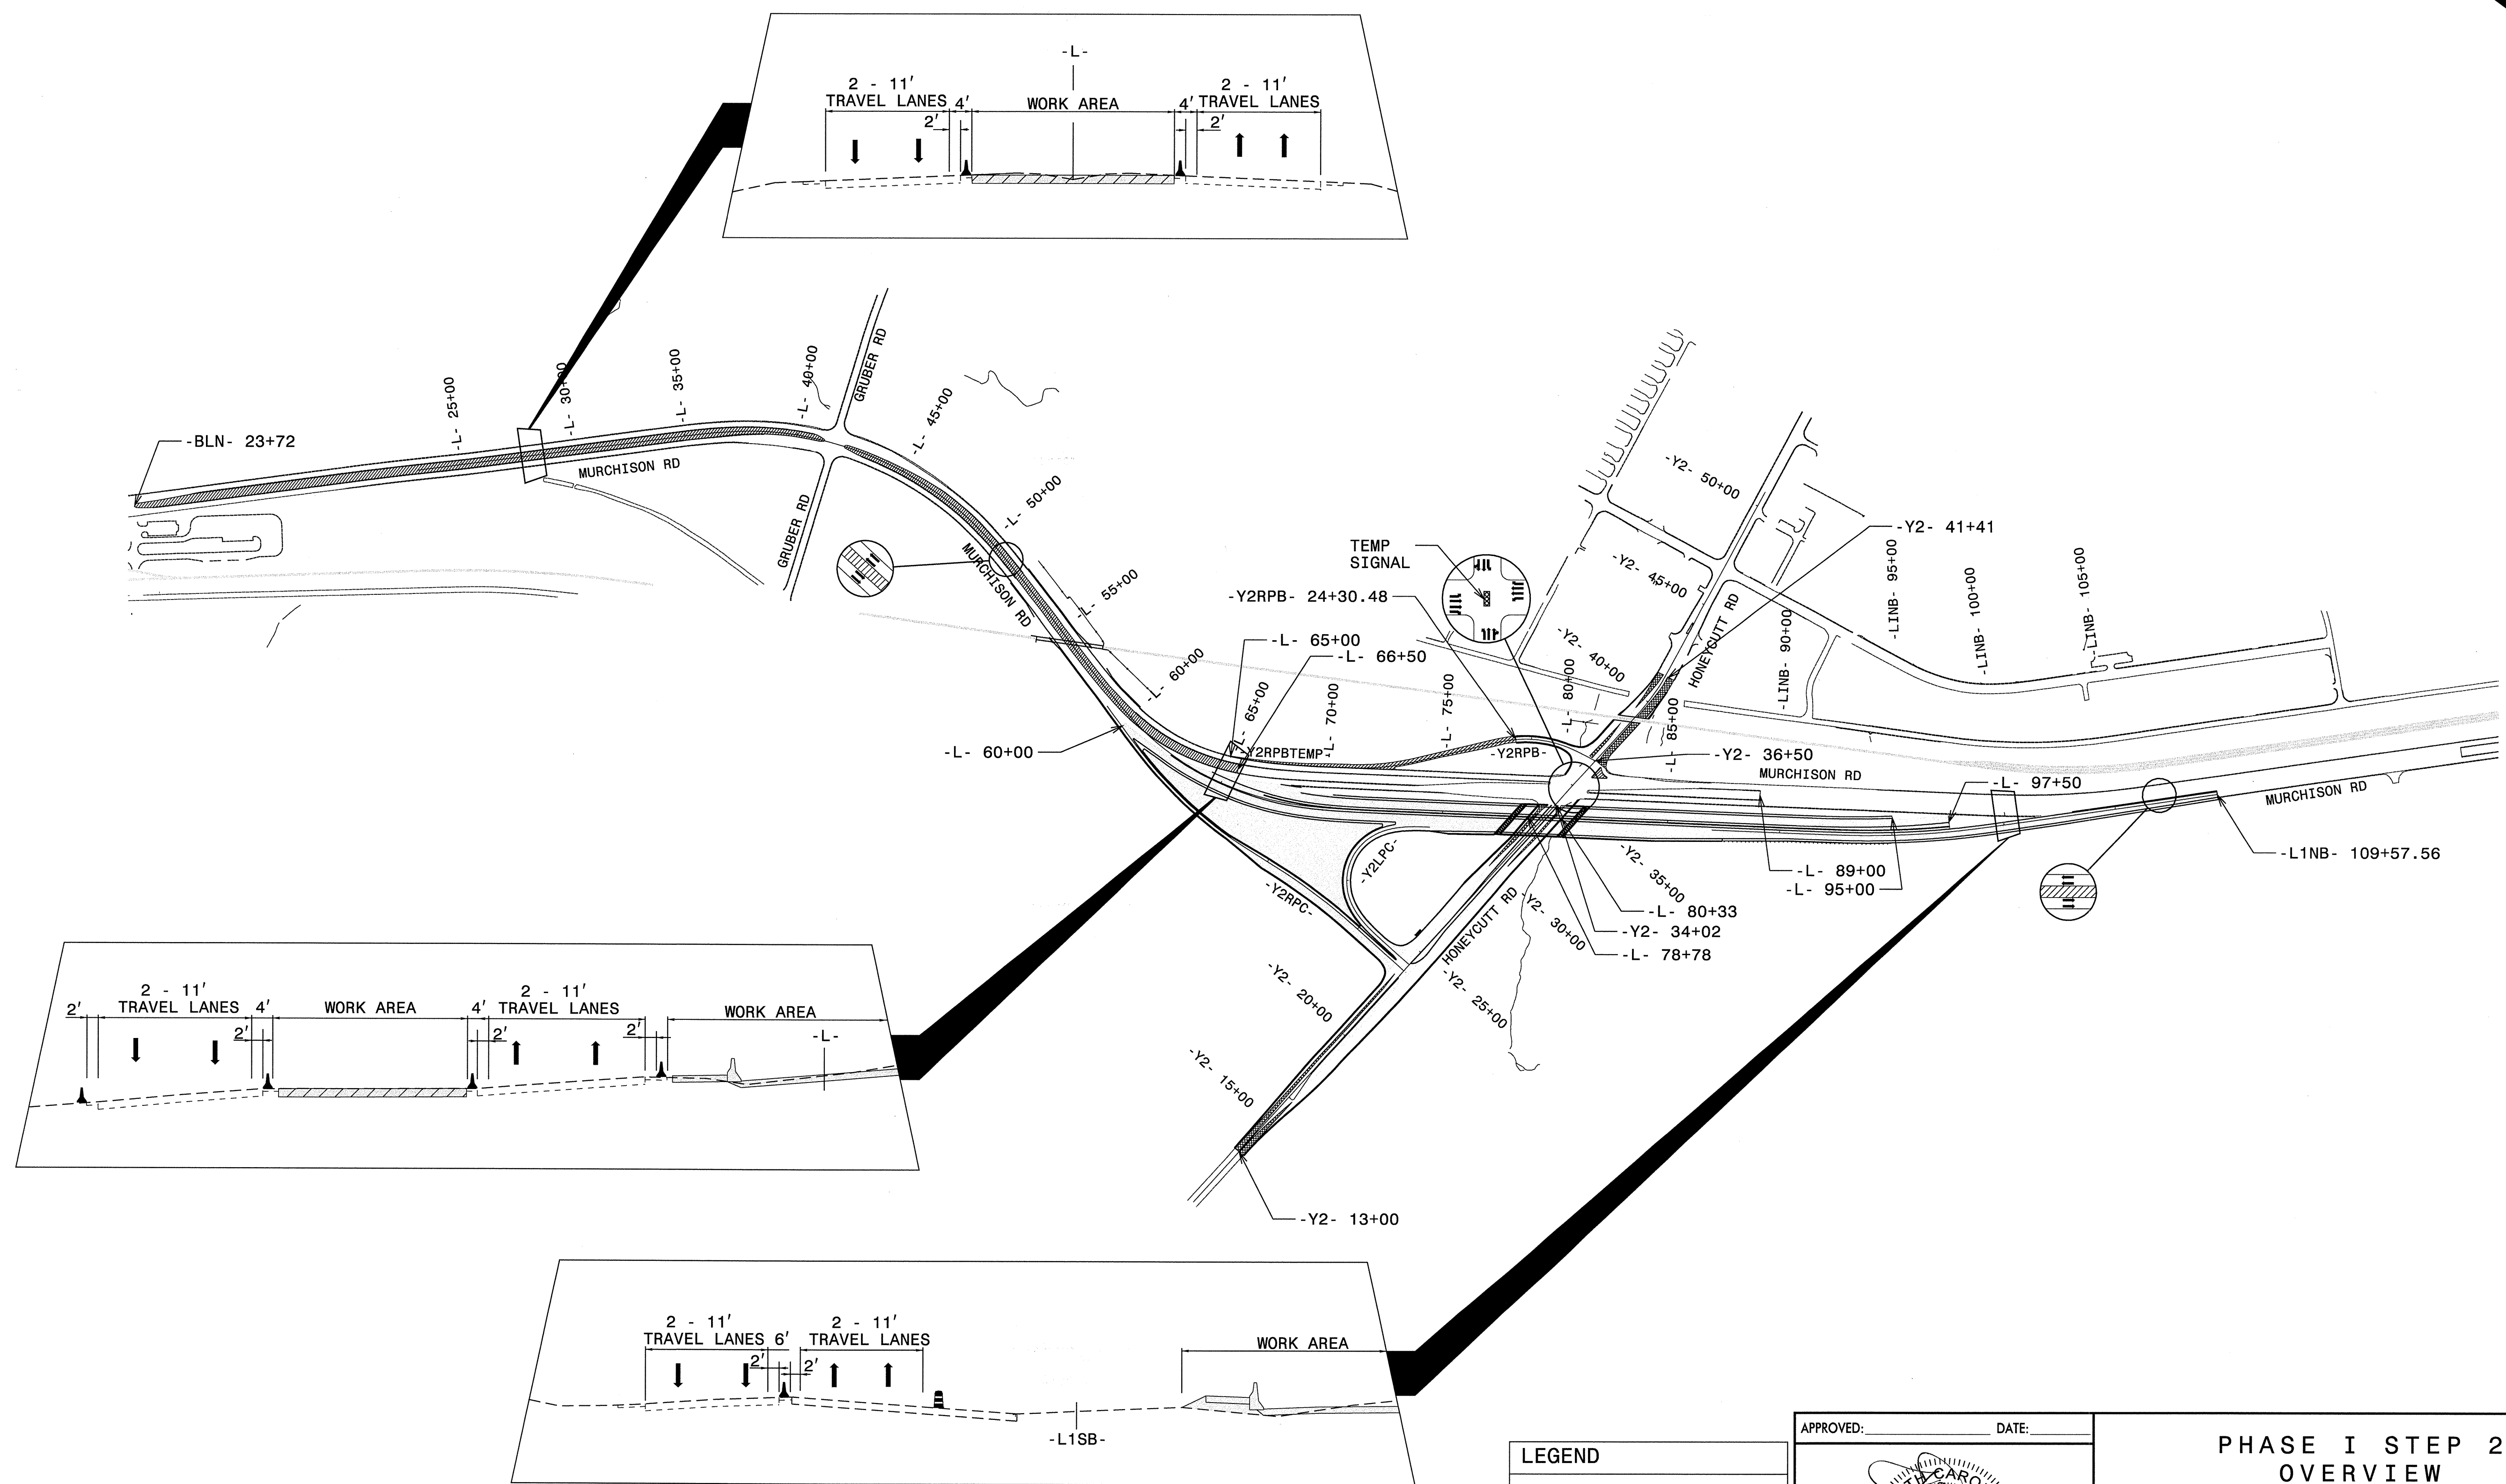 -L-
2 - 11'
TRAVEL LANES
4'
WORK AREA
4'
2 - 11'
TRAVEL LANES
2'
2'
-BLN- 23+72
-L- 25+00
-L- 30+00
-L- 35+00
-L- 40+00
GRUBER RD
-L- 45+00
MURCHISON RD
GRUBER RD
-L- 50+00
MURCHISON RD
-L- 55+00
-L- 60+00
-L- 60+00
TEMP
SIGNAL
-Y2RPB- 24+30.48
-L- 65+00
-L- 66+50
-L- 65+00
-Y2RPBTEMP-
-L- 70+00
-L- 75+00
-Y2RPB-
-L- 80+00
-Y2- 50+00
-Y2- 41+41
-Y2- 45+00
-Y2- 40+00
HONEYCUTT RD
-L- 85+00
-LINB- 90+00
-LINB- 95+00
-LINB- 100+00
-LINB- 105+00
-Y2- 36+50
MURCHISON RD
-L- 97+50
MURCHISON RD
-L1NB- 109+57.56
-L- 89+00
-L- 95+00
-Y2- 35+00
-L- 80+33
-Y2- 34+02
-L- 78+78
-Y2- 30+00
-Y2LPC-
-Y2RPC-
HONEYCUTT RD
-Y2- 25+00
-Y2- 20+00
-Y2- 15+00
-Y2- 13+00
2'
2 - 11'
TRAVEL LANES
4'
WORK AREA
4'
2 - 11'
TRAVEL LANES
WORK AREA
2'
2'
2'
-L-
2 - 11'
TRAVEL LANES
6'
2 - 11'
TRAVEL LANES
WORK AREA
2'
2'
-L1SB-
LEGEND
APPROVED: DATE:
TH CARO
PHASE I STEP 2
OVERVIEW